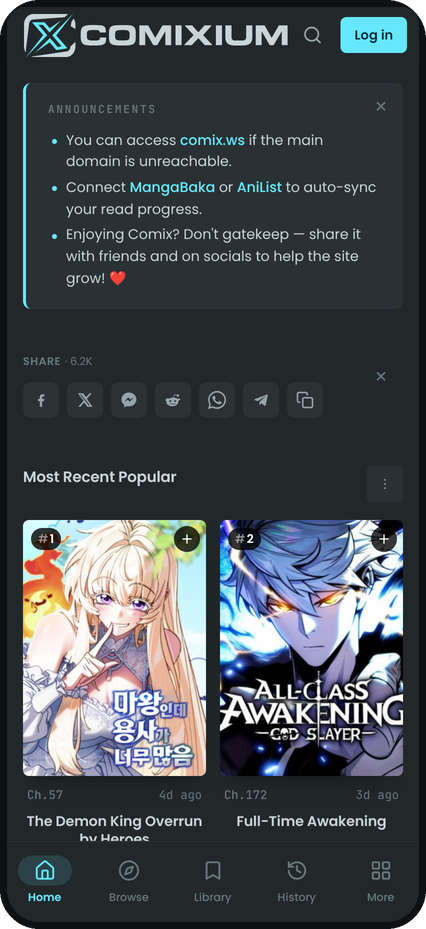 COMIXIUM
Log in
ANNOUNCEMENTS
You can access comix.ws if the main
domain is unreachable.
Connect MangaBaka or AniList to auto-sync
your read progress.
Enjoying Comix? Don't gatekeep — share it
with friends and on socials to help the site
grow! ❤️
SHARE · 6.2K
Most Recent Popular
#1
#2
마왕인데
용사가
너무많음
ALL-CLASS
AWAKENING
GOD SLAYER
Ch.57 4d ago
Ch.172 3d ago
The Demon King Overrun
by Heroes
Full-Time Awakening
Home
Browse
Library
History
More